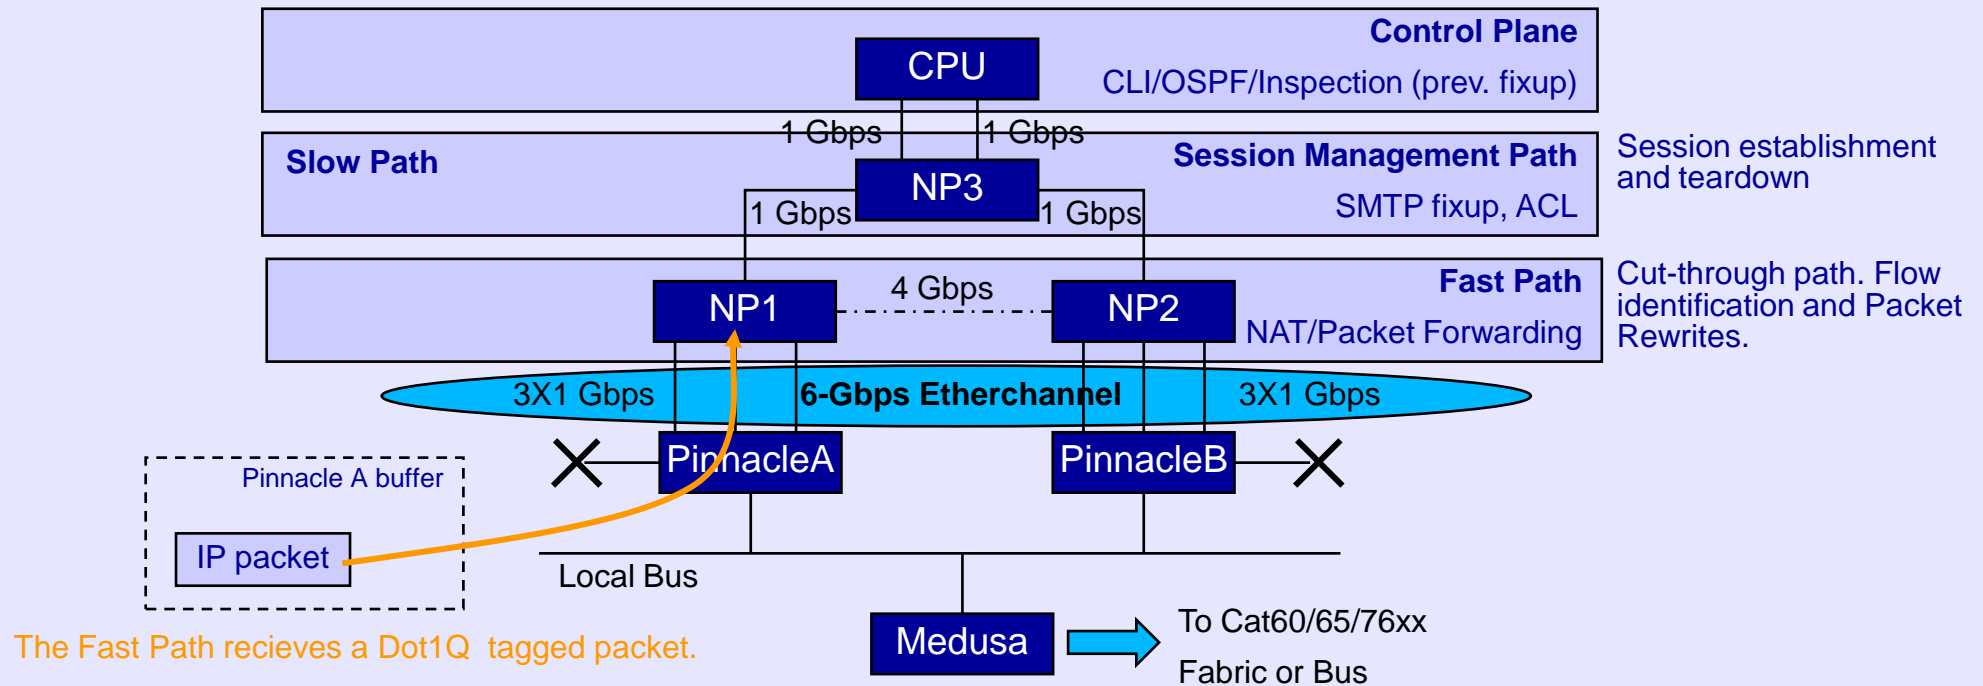 Control Plane
CPU
CLI/OSPF/Inspection (prev. fixup)
1 Gbps
1 Gbps
Slow Path
Session Management Path
NP3
SMTP fixup, ACL
1 Gbps
1 Gbps
Session establishment
and teardown
Fast Path
NP1
4 Gbps
NP2
NAT/Packet Forwarding
Cut-through path. Flow
identification and Packet
Rewrites.
3X1 Gbps
6-Gbps Etherchannel
3X1 Gbps
PinnacleA
PinnacleB
Pinnacle A buffer
IP packet
Local Bus
The Fast Path recieves a Dot1Q tagged packet.
Medusa
To Cat60/65/76xx
Fabric or Bus